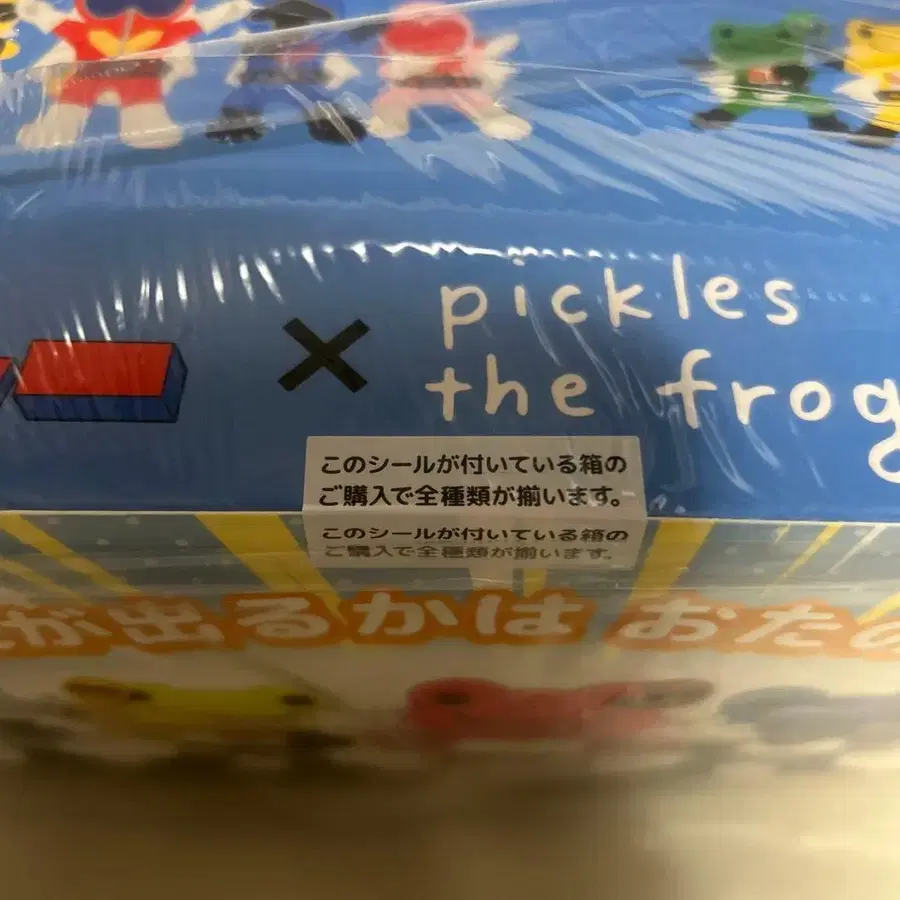 ×
pickles
the frog
このシールが付いている箱の
ご購入で全種類が揃います。
このシールが付いている箱の
ご購入で全種類が揃います。
が出るかは おた